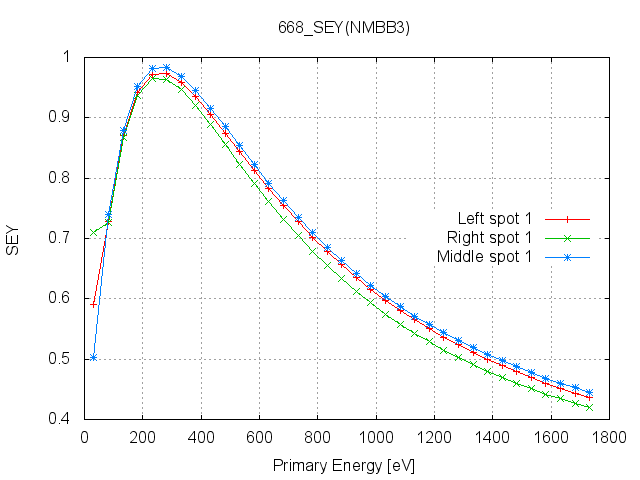 668_SEY(NMBB3)
1
0.9
0.8
0.7
0.6
0.5
0.4
SEY
Left spot 1
Right spot 1
Middle spot 1
0 200 400 600 800 1000 1200 1400 1600 1800
Primary Energy [eV]